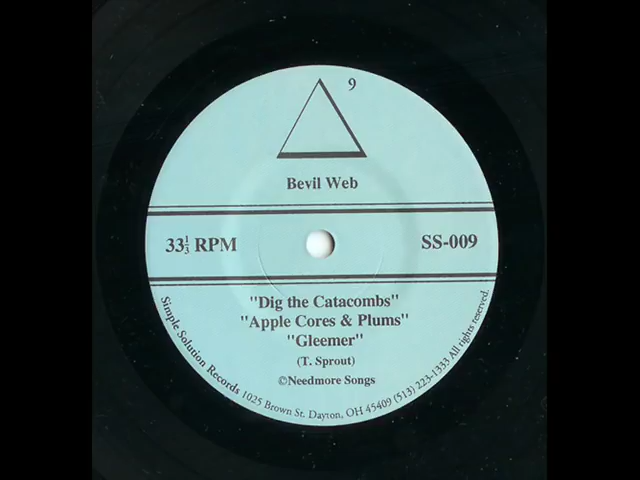 9
Bevil Web
33⅓ RPM
SS-009
"Dig the Catacombs"
"Apple Cores & Plums"
"Gleemer"
(T. Sprout)
©Needmore Songs
Simple Solution Records 1025 Brown St. Dayton, OH 45409 (513) 223-1333 All rights reserved.